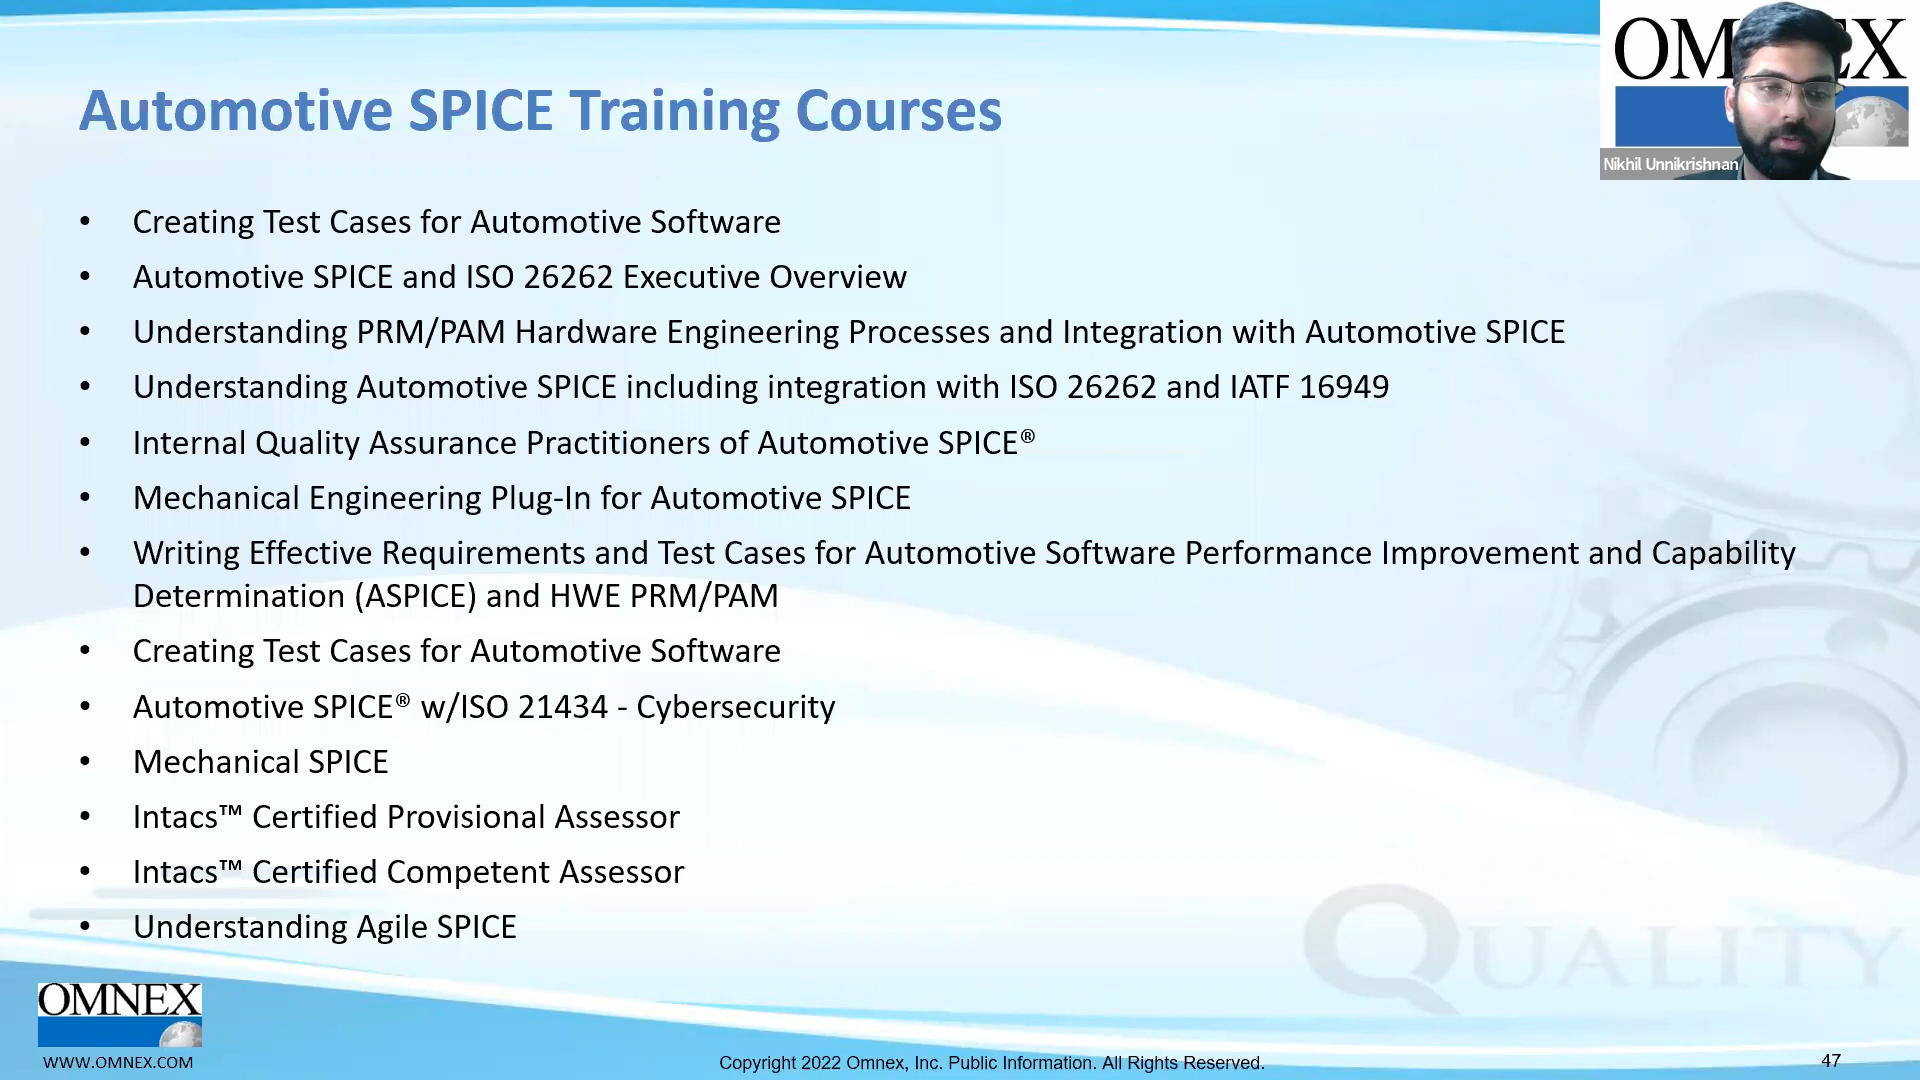 OMNEX
Nikhil Unnikrishnan
Automotive SPICE Training Courses
• Creating Test Cases for Automotive Software
• Automotive SPICE and ISO 26262 Executive Overview
• Understanding PRM/PAM Hardware Engineering Processes and Integration with Automotive SPICE
• Understanding Automotive SPICE including integration with ISO 26262 and IATF 16949
• Internal Quality Assurance Practitioners of Automotive SPICE®
• Mechanical Engineering Plug-In for Automotive SPICE
• Writing Effective Requirements and Test Cases for Automotive Software Performance Improvement and Capability
Determination (ASPICE) and HWE PRM/PAM
• Creating Test Cases for Automotive Software
• Automotive SPICE® w/ISO 21434 - Cybersecurity
• Mechanical SPICE
• Intacs™ Certified Provisional Assessor
• Intacs™ Certified Competent Assessor
• Understanding Agile SPICE
QUALITY
OMNEX
WWW.OMNEX.COM
Copyright 2022 Omnex, Inc. Public Information. All Rights Reserved.
47